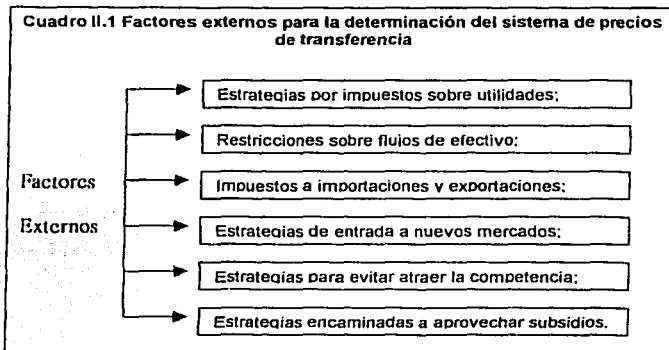 Cuadro II.1 Factores externos para la determinación del sistema de precios
de transferencia
Estrategias por impuestos sobre utilidades;
Restricciones sobre flujos de efectivo;
Factores
Impuestos a importaciones y exportaciones;
Externos
Estrategias de entrada a nuevos mercados;
Estrategias para evitar atraer la competencia;
Estrategias encaminadas a aprovechar subsidios.